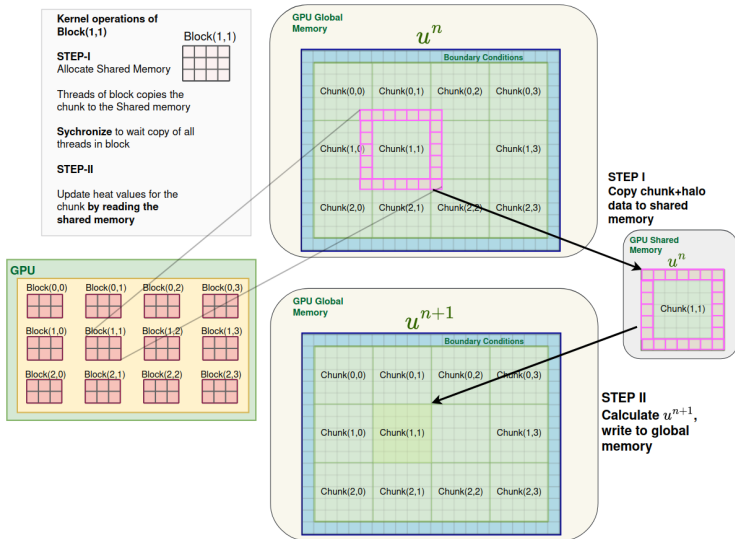 Kernel operations of
Block(1,1)
Block(1,1)
STEP-I
Allocate Shared Memory
Threads of block copies the
chunk to the Shared memory
Sychronize to wait copy of all
threads in block
STEP-II
Update heat values for the
chunk by reading the
shared memory
GPU Global
Memory
u^n
Boundary Conditions
Chunk(0,0) Chunk(0,1) Chunk(0,2) Chunk(0,3)
Chunk(1,0) Chunk(1,1) Chunk(1,3)
Chunk(2,0) Chunk(2,1) Chunk(2,2) Chunk(2,3)
STEP I
Copy chunk+halo
data to shared
memory
GPU Shared
Memory
u^n
Chunk(1,1)
GPU
Block(0,0) Block(0,1) Block(0,2) Block(0,3)
Block(1,0) Block(1,1) Block(1,2) Block(1,3)
Block(2,0) Block(2,1) Block(2,2) Block(2,3)
GPU Global
Memory
u^{n+1}
Boundary Conditions
Chunk(0,0) Chunk(0,1) Chunk(0,2) Chunk(0,3)
Chunk(1,0) Chunk(1,1) Chunk(1,3)
Chunk(2,0) Chunk(2,1) Chunk(2,2) Chunk(2,3)
STEP II
Calculate u^{n+1},
write to global
memory